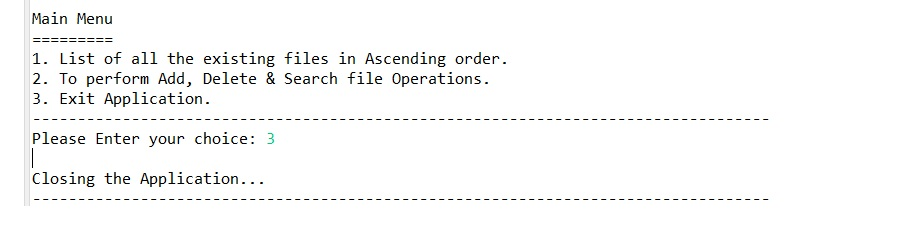 Main Menu
=========
1. List of all the existing files in Ascending order.
2. To perform Add, Delete & Search file Operations.
3. Exit Application.
----------------------------------------------------------------------------------
Please Enter your choice: 3
Closing the Application...
----------------------------------------------------------------------------------